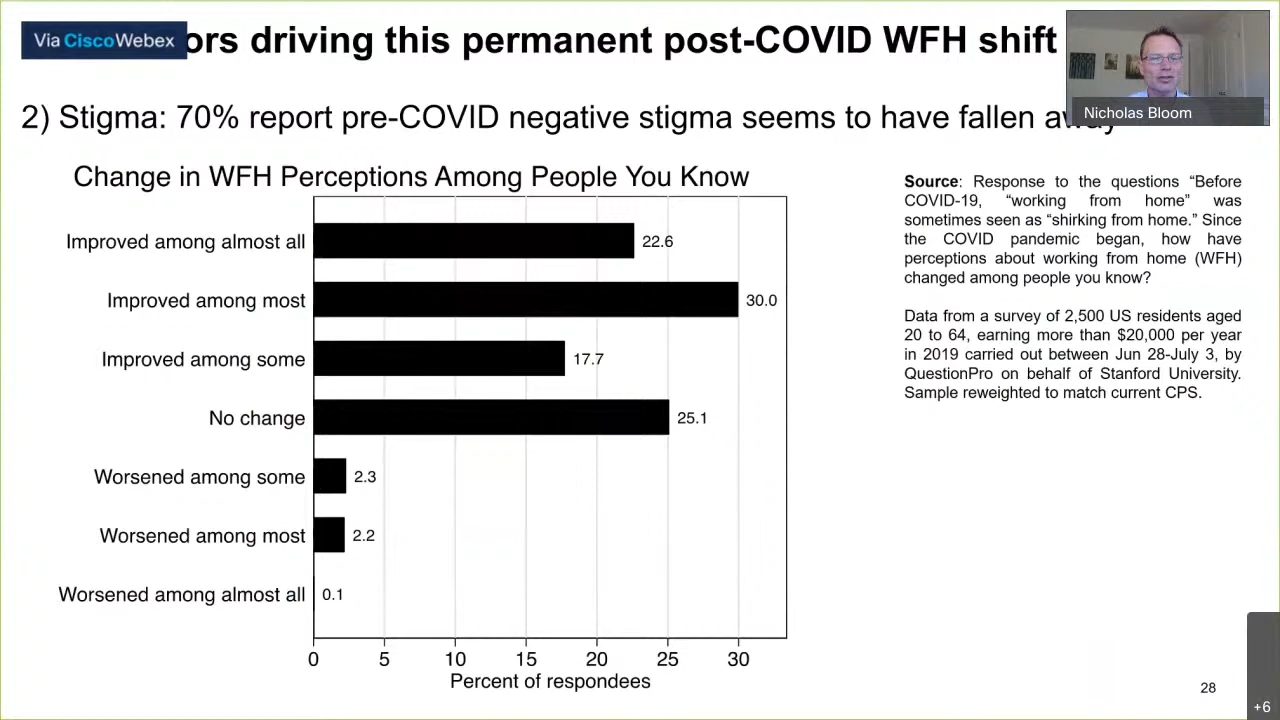 Via CiscoWebex
ors driving this permanent post-COVID WFH shift
Nicholas Bloom
2) Stigma: 70% report pre-COVID negative stigma seems to have fallen away
Change in WFH Perceptions Among People You Know
Improved among almost all 22.6
Improved among most 30.0
Improved among some 17.7
No change 25.1
Worsened among some 2.3
Worsened among most 2.2
Worsened among almost all 0.1
0 5 10 15 20 25 30
Percent of respondees
Source: Response to the questions “Before
COVID-19, “working from home” was
sometimes seen as “shirking from home.” Since
the COVID pandemic began, how have
perceptions about working from home (WFH)
changed among people you know?
Data from a survey of 2,500 US residents aged
20 to 64, earning more than $20,000 per year
in 2019 carried out between Jun 28-July 3, by
QuestionPro on behalf of Stanford University.
Sample reweighted to match current CPS.
28
+6